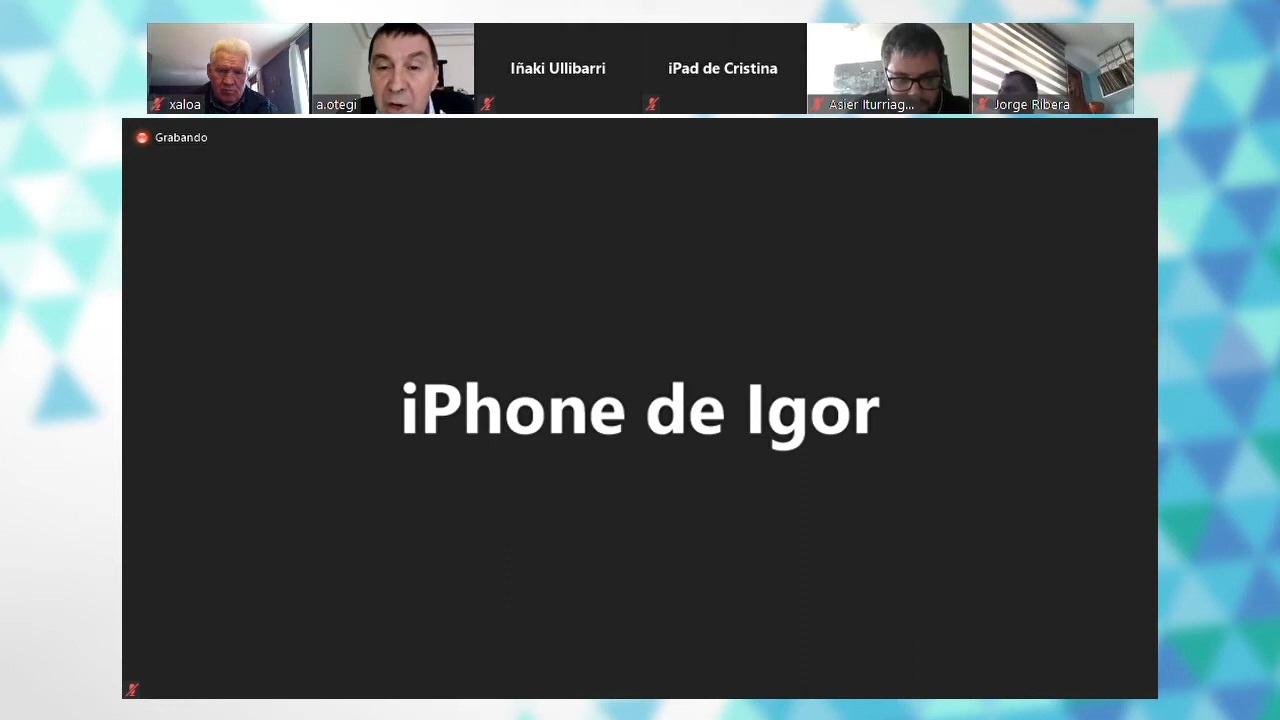 Iñaki Ullibarri
iPad de Cristina
xaloa
a.otegi
Asier Iturriag...
Jorge RIbera
Grabando
iPhone de Igor